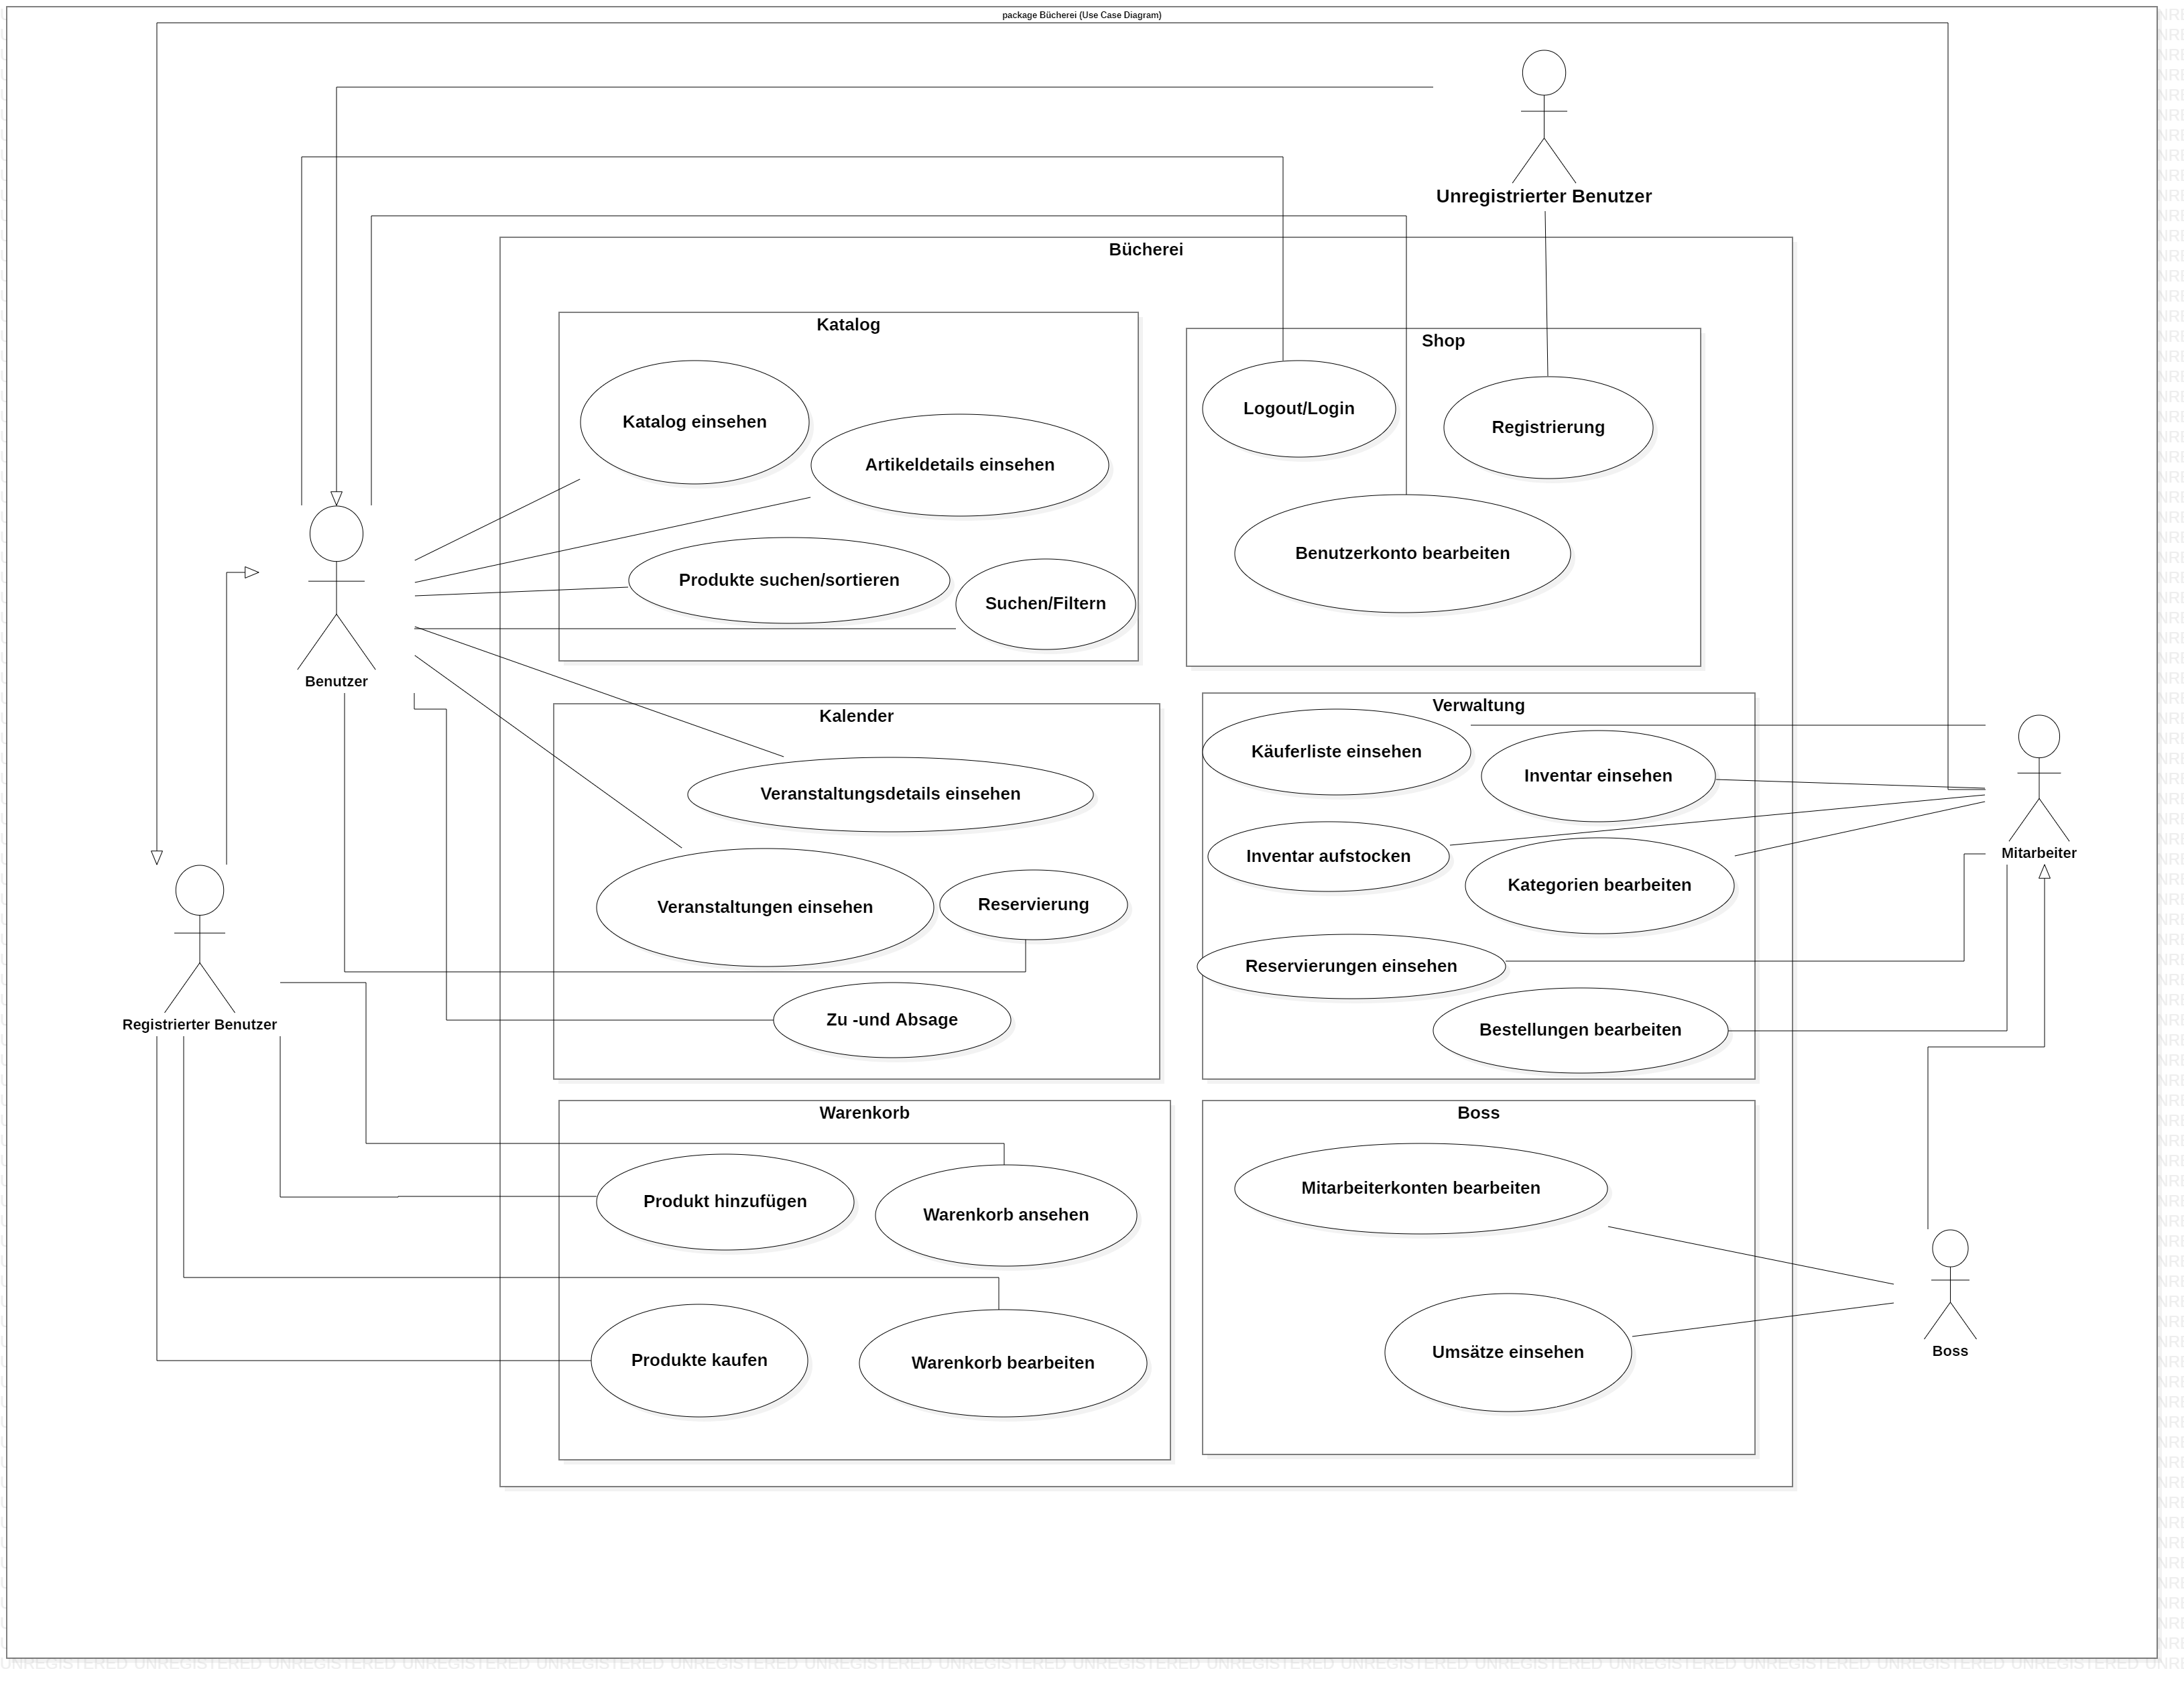 package Bücherei (Use Case Diagram)
Unregistrierter Benutzer
Bücherei
Katalog
Shop
Katalog einsehen
Logout/Login
Registrierung
Artikeldetails einsehen
Benutzerkonto bearbeiten
Produkte suchen/sortieren
Suchen/Filtern
Benutzer
Kalender
Verwaltung
Käuferliste einsehen
Inventar einsehen
Veranstaltungsdetails einsehen
Mitarbeiter
Inventar aufstocken
Kategorien bearbeiten
Veranstaltungen einsehen
Reservierung
Reservierungen einsehen
Zu -und Absage
Registrierter Benutzer
Bestellungen bearbeiten
Warenkorb
Boss
Mitarbeiterkonten bearbeiten
Produkt hinzufügen
Warenkorb ansehen
Umsätze einsehen
Boss
Produkte kaufen
Warenkorb bearbeiten
UNREGISTERED UNREGISTERED UNREGISTERED UNREGISTERED UNREGISTERED UNREGISTERED UNREGISTERED UNREGISTERED UNREGISTERED UNREGISTERED UNREGISTERED UNREGISTERED UNREGISTERED UNREGISTERED UNREGISTERED UNREGISTERED